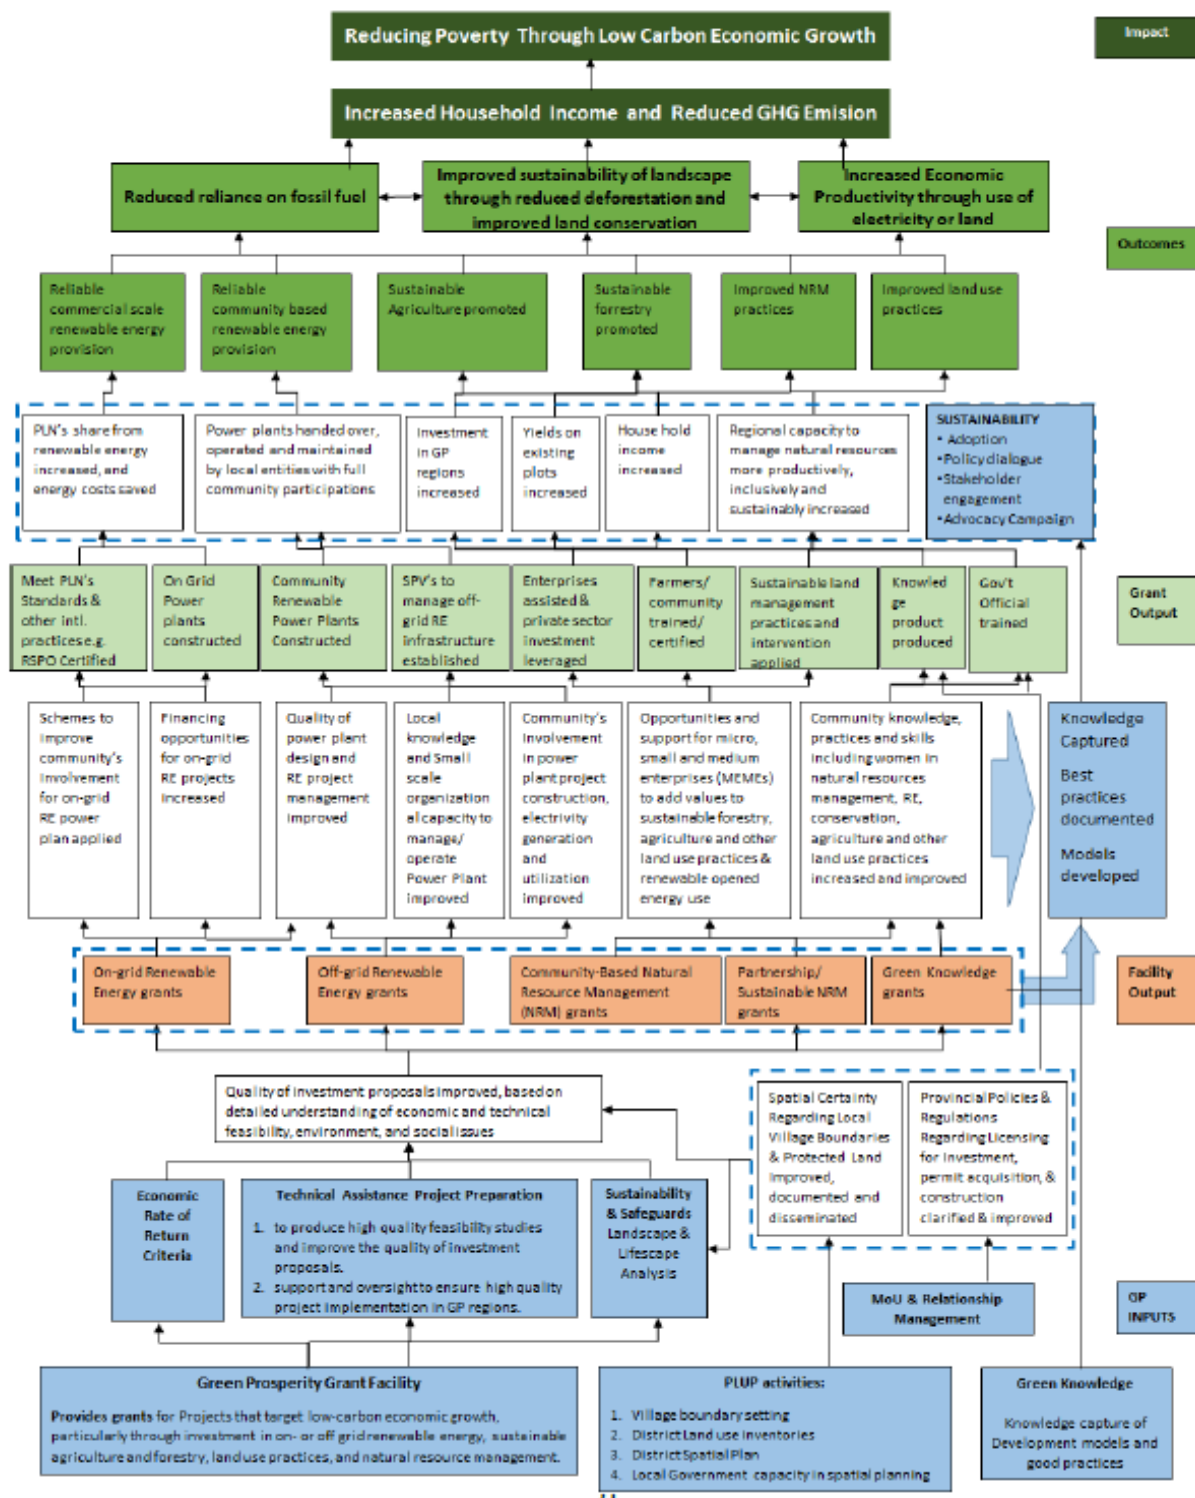 Reducing Poverty Through Low Carbon Economic Growth
Impact
Increased Household Income and Reduced GHG Emision
Reduced reliance on fossil fuel
Improved sustainability of landscape
through reduced deforestation and
improved land conservation
Increased Economic
Productivity through use of
electricity or land
Outcomes
Reliable
commercial scale
renewable energy
provision
Reliable
community based
renewable energy
provision
Sustainable
Agriculture promoted
Sustainable
forrestry
promoted
Improved NRM
practices
Improved land use
practices
PLN's share from
renewable energy
increased, and
energy costs saved
Power plants handed over,
operated and maintained
by local entities with full
community participations
Investment
in GP
regions
increased
Yields on
existing
plots
increased
House hold
income
increased
Regional capacity to
manage natural resources
more productively,
inclusively and
sustainably increased
SUSTAINABILITY
• Adoption
• Policy dialogue
• Stakeholder
engagement
• Advocacy Campaign
Meet PLN's
Standards &
other intl.
practices e.g.
RSPO Certified
On Grid
Power
plants
constructed
Community
Renewable
Power Plants
Constructed
SPV's to
manage off-
grid RE
infrastructure
established
Enterprises
assisted &
private sector
investment
leveraged
Farmers/
community
trained/
certified
Sustainable land
management
practices and
intervention
applied
Knowled
ge
product
produced
Gov't
Official
trained
Grant
Output
Schemes to
improve
community's
involvement
for on-grid
RE power
plan applied
Financing
opportunities
for on-grid
RE projects
increased
Quality of
power plant
design and
RE project
management
improved
Local
knowledge
and Small
scale
organization
al capacity to
manage/
operate
Power Plant
improved
Community's
Involvement
in power
plant project
construction,
electrivity
generation
and
utilization
improved
Opportunities and
support for micro,
small and medium
enterprises (MEMEs)
to add values to
sustainable forestry,
agriculture and other
land use practices &
renewable opened
energy use
Community knowledge,
practices and skills
including women in
natural resources
management, RE,
conservation,
agriculture and other
land use practices
increased and improved
Knowledge
Captured
Best
practices
documented
Models
developed
On-grid Renewable
Energy grants
Off-grid Renewable
Energy grants
Community-Based Natural
Resource Management
(NRM) grants
Partnership/
Sustainable NRM
grants
Green Knowledge
grants
Facility
Output
Quality of investment proposals improved, based on
detailed understanding of economic and technical
feasibility, environment, and social issues
Spatial Certainty
Regarding Local
Village Boundaries
& Protected Land
Improved,
documented and
disseminated
Provincial Policies &
Regulations
Regarding Licensing
for Investment,
permit acquisition, &
construction
clarified & improved
Economic
Rate of
Return
Criteria
Technical Assistance Project Preparation
1. to produce high quality feasibility studies
and improve the quality of investment
proposals.
2. support and oversight to ensure high quality
project implementation in GP regions.
Sustainability
& Safeguards
Landscape &
Lifescape
Analysis
MoU & Relationship
Management
GP
INPUTS
Green Prosperity Grant Facility
Provides grants for Projects that target low-carbon economic growth,
particularly through investment in on- or off grid renewable energy, sustainable
agriculture and forestry, land use practices, and natural resource management.
PLUP activities:
1. Village boundary setting
2. District Land use inventories
3. District Spatial Plan
4. Local Government capacity in spatial planning
Green Knowledge
Knowledge capture of
Development models and
good practices